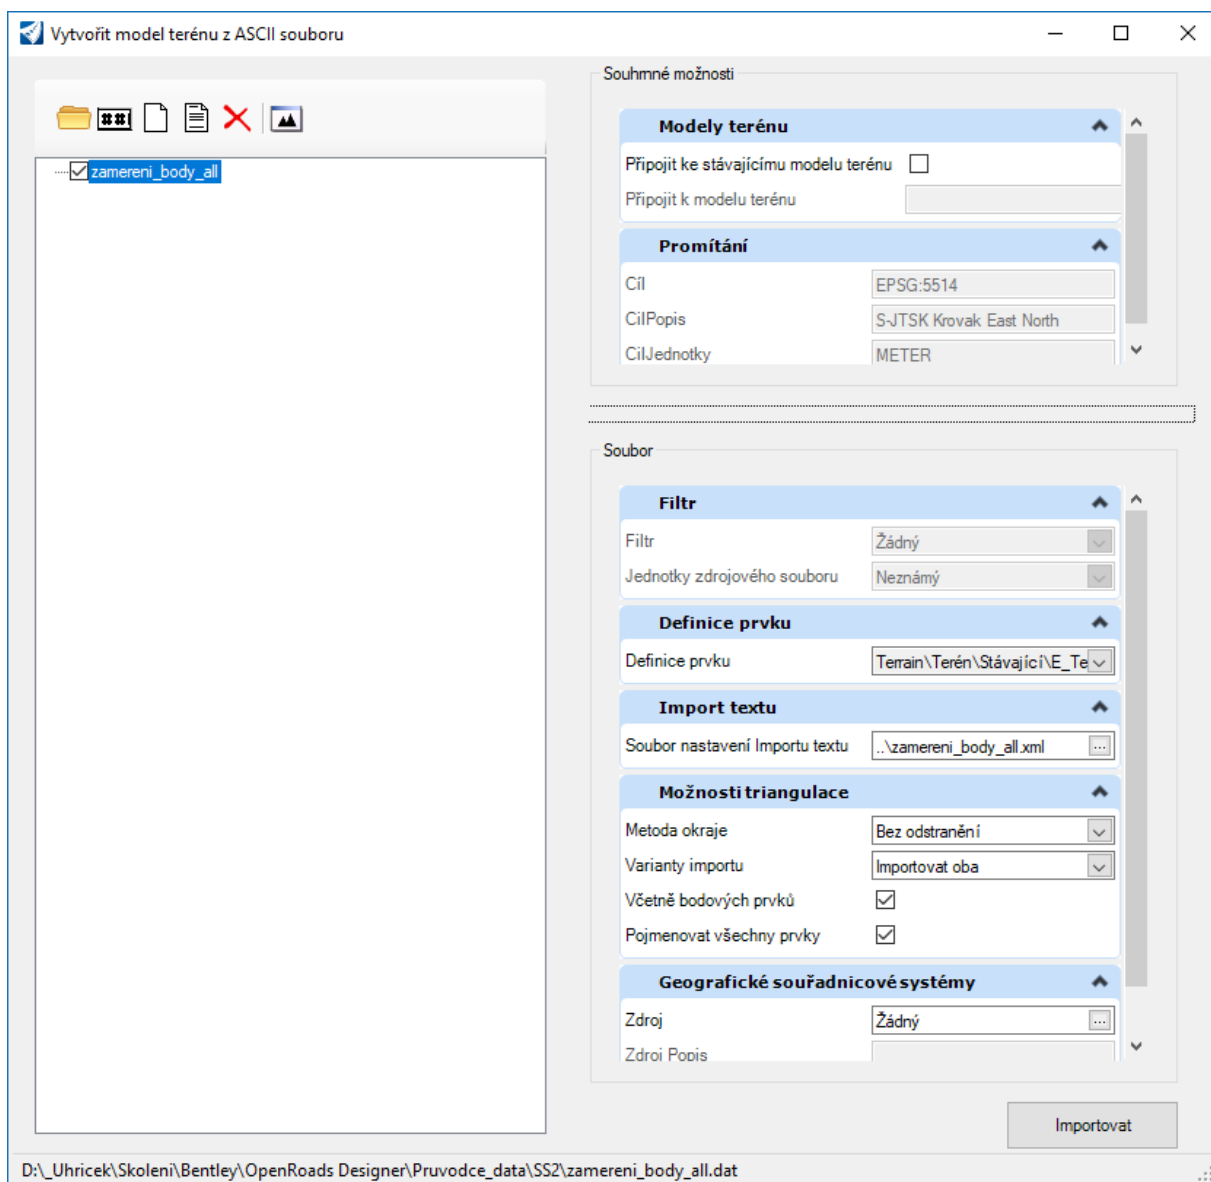 Vytvořit model terénu z ASCII souboru
Souhrnné možnosti
##
zamereni_body_all
Modely terénu
Připojit ke stávajícímu modelu terénu
Připojit k modelu terénu
Promítání
Cíl
EPSG:5514
CilPopis
S-JTSK Krovak East North
CilJednotky
METER
Soubor
Filtr
Filtr
Žádný
Jednotky zdrojového souboru
Neznámý
Definice prvku
Definice prvku
Terrain\Terén\Stávající\E_Te
Import textu
Soubor nastavení Importu textu
..\zamereni_body_all.xml
...
Možnosti triangulace
Metoda okraje
Bez odstranění
Varianty importu
Importovat oba
Včetně bodových prvků
Pojmenovat všechny prvky
Geografické souřadnicové systémy
Zdroj
Žádný
...
Zdroj Popis
Importovat
D:\_Uhricek\Skoleni\Bentley\OpenRoads Designer\Pruvodce_data\SS2\zamereni_body_all.dat